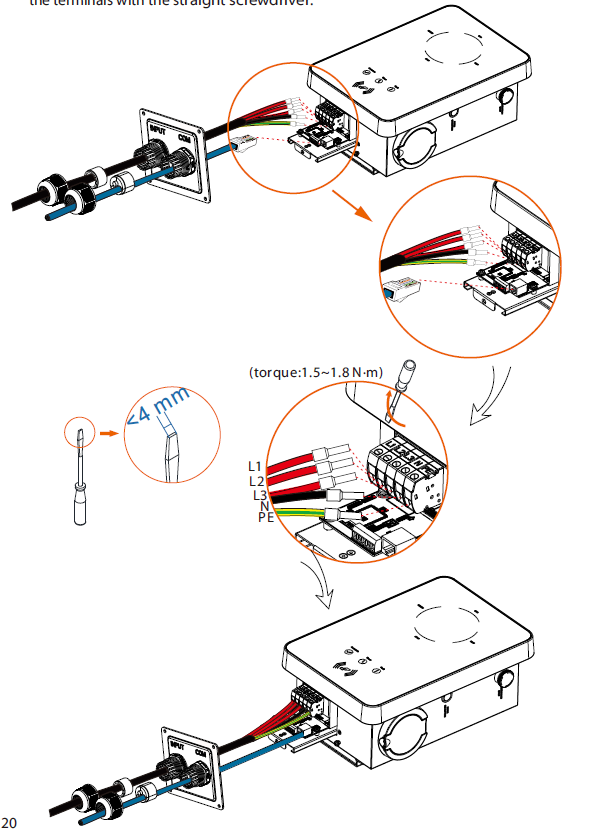 the terminals with the straight screwdriver.
INPUT COM
(torque:1.5~1.8 N·m)
<4 mm
L1
L2
L3
N
PE
INPUT COM
20